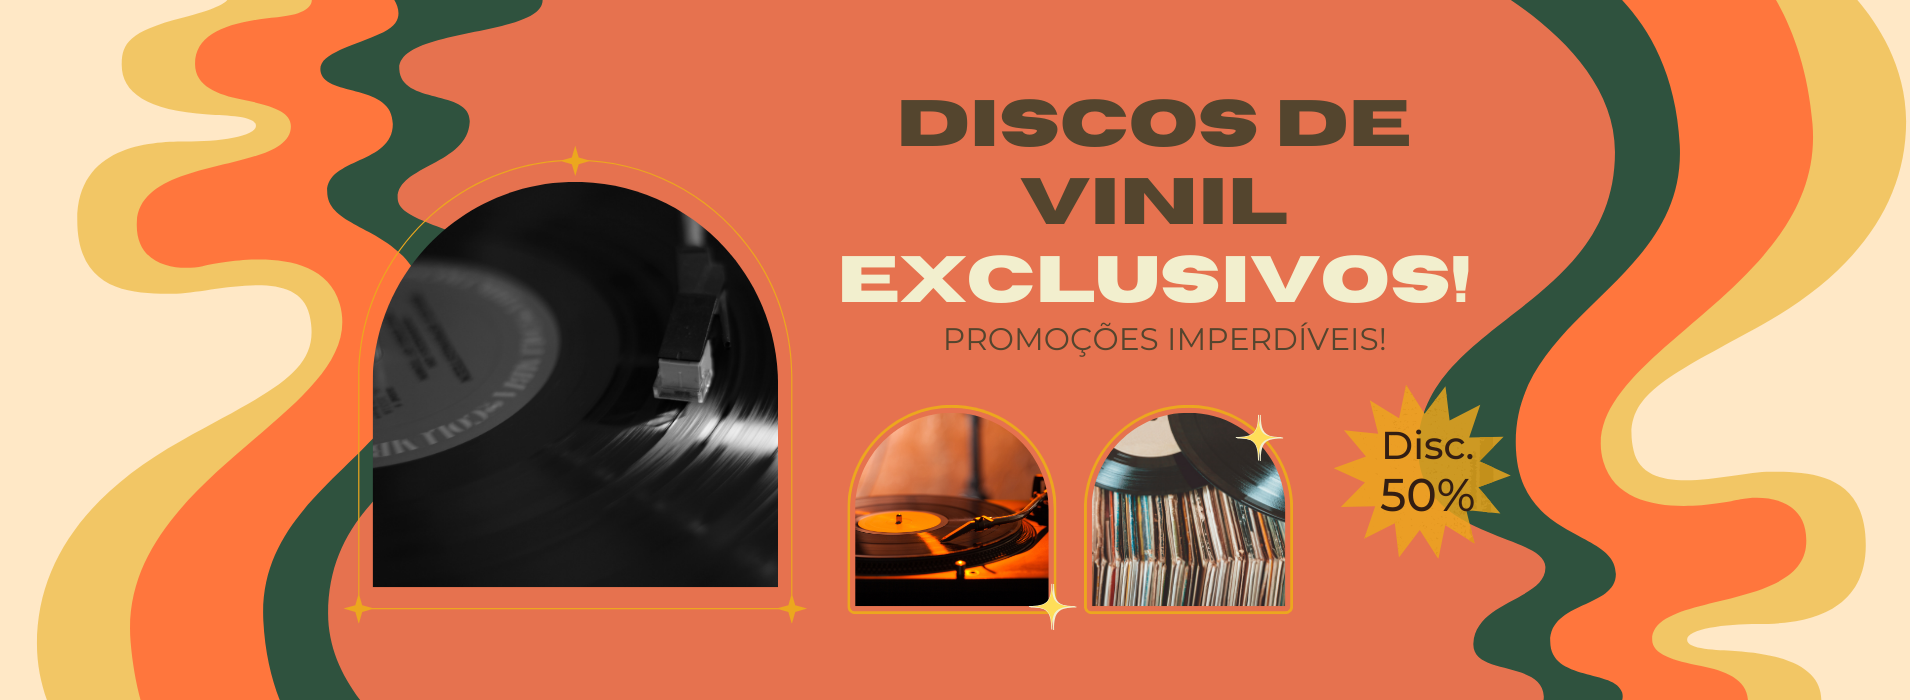 DISCOS DE
VINIL
EXCLUSIVOS!
PROMOÇÕES IMPERDÍVEIS!
Disc.
50%